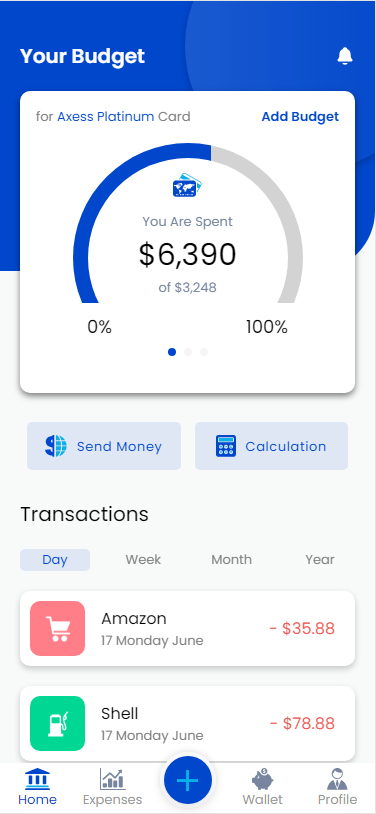 Your Budget
for Axess Platinum Card Add Budget
You Are Spent
$6,390
of $3,248
0% 100%
Send Money Calculation
Transactions
Day Week Month Year
Amazon
17 Monday June
- $35.88
Shell
17 Monday June
- $78.88
Home Expenses Wallet Profile